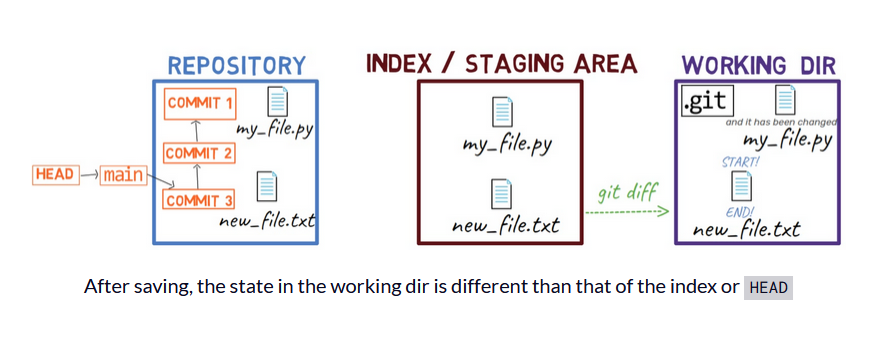 REPOSITORY
COMMIT 1
my_file.py
COMMIT 2
HEAD
main
COMMIT 3
new_file.txt
INDEX / STAGING AREA
my_file.py
new_file.txt
git diff
WORKING DIR
.git
and it has been changed
my_file.py
START!
END!
new_file.txt
After saving, the state in the working dir is different than that of the index or HEAD